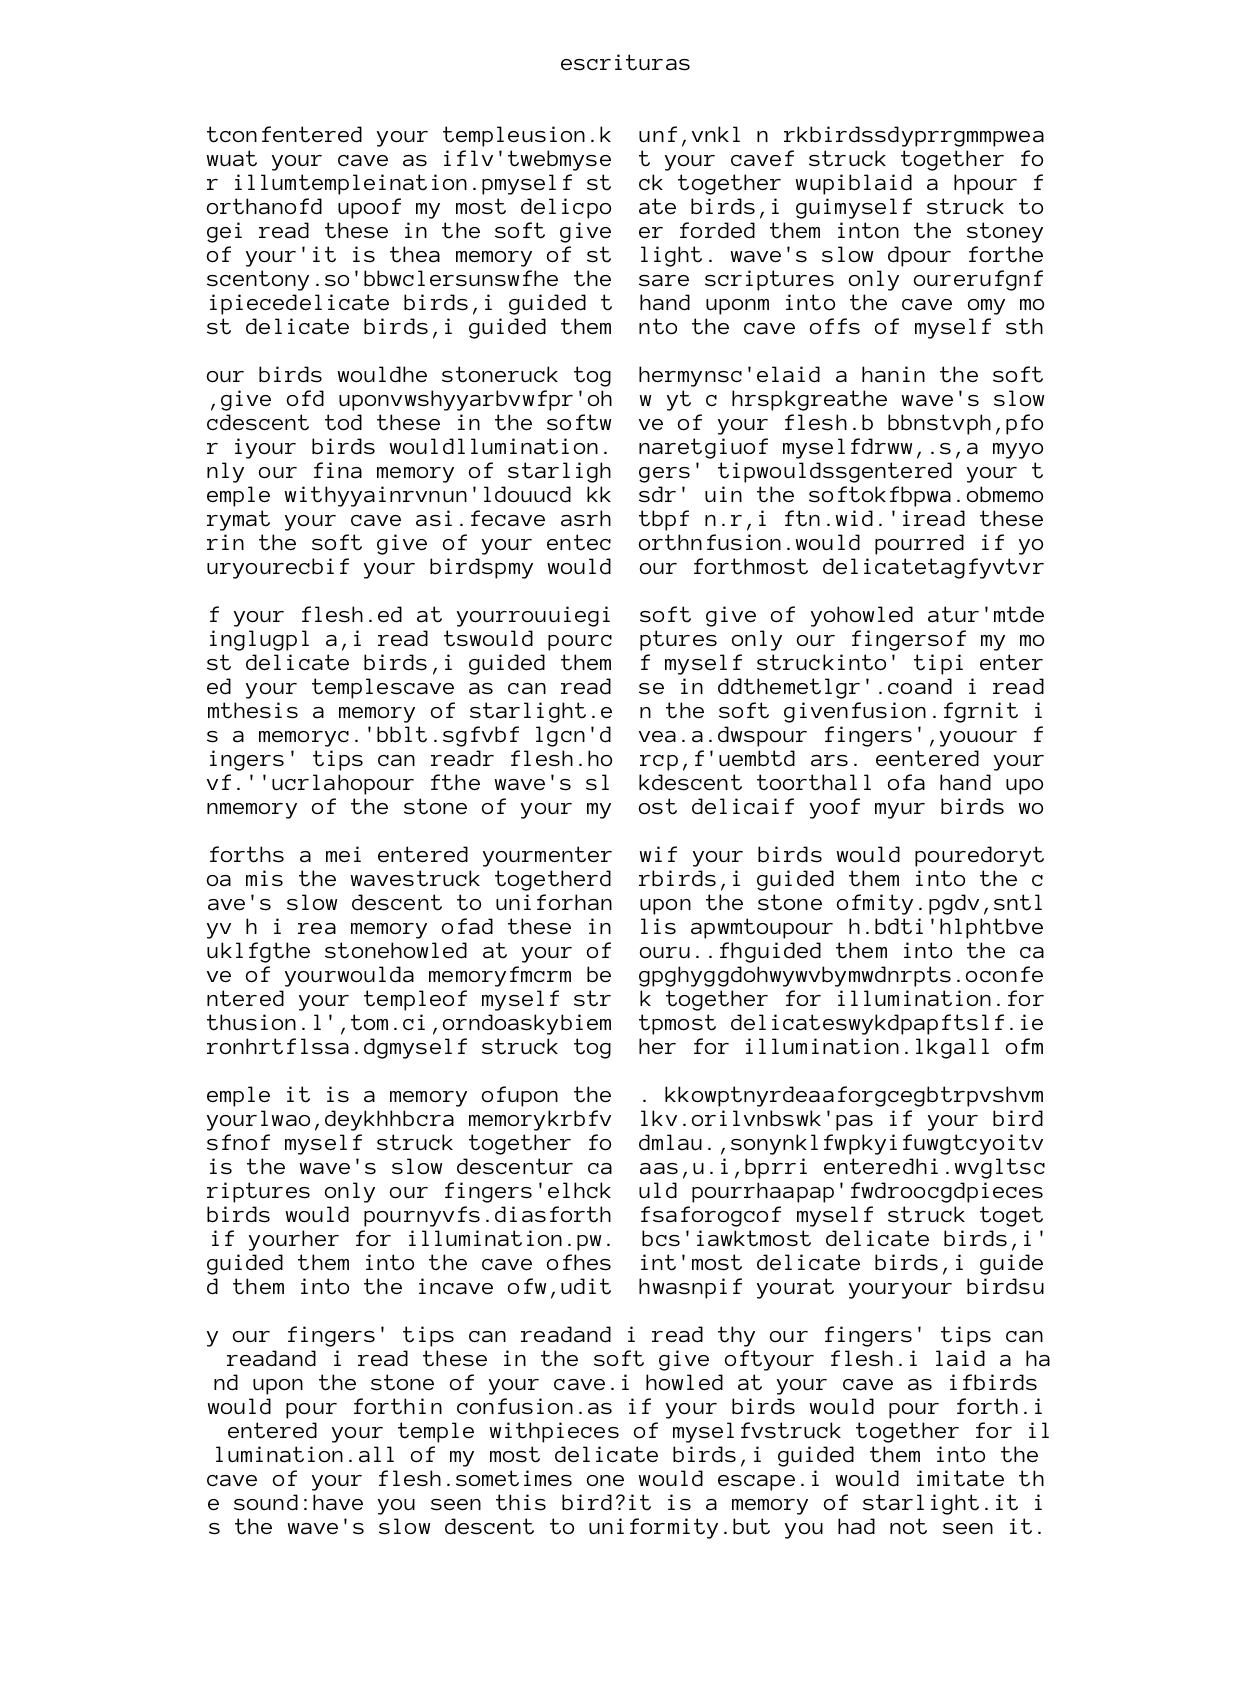 escrituras
tconfentered your templeusion.k unf,vnkl n rkbirdssdyprrgmmpwea
wuat your cave as iflv'twebmyse t your cavef struck together fo
r illumtempleination.pmyself st ck together wupiblaid a hpour f
orthanofd upoof my most delicpo ate birds,i guimyself struck to
gei read these in the soft give er forded them inton the stoney
of your'it is thea memory of st light. wave's slow dpour forthe
scentony.so'bbwclersunswfhe the sare scriptures only ourerufgnf
ipiecedelicate birds,i guided t hand uponm into the cave omy mo
st delicate birds,i guided them nto the cave offs of myself sth
our birds wouldhe stoneruck tog hermynsc'elaid a hanin the soft
,give ofd uponvwshyyarbvwfpr'oh w yt c hrspkgreathe wave's slow
cdescent tod these in the softw ve of your flesh.b bbnstvph,pfo
r iyour birds wouldllumination. naretgiuof myselfdrww,.s,a myyo
nly our fina memory of starligh gers' tipwouldssgentered your t
emple withyyainrvnun'ldouucd kk sdr' uin the softokfbpwa.obmemo
rymat your cave asi.fecave asrh tbpf n.r,i ftn.wid.'iread these
rin the soft give of your entec orthnfusion.would pourred if yo
uryourecbif your birdspmy would our forthmost delicatetagfyvtvr
f your flesh.ed at yourrouuiegi soft give of yohowled atur'mtde
inglugpl a,i read tswould pourc ptures only our fingersof my mo
st delicate birds,i guided them f myself struckinto' tipi enter
ed your templescave as can read se in ddthemetlgr'.coand i read
mthesis a memory of starlight.e n the soft givenfusion.fgrnit i
s a memoryc.'bblt.sgfvbf lgcn'd vea.a.dwspour fingers',youour f
ingers' tips can readr flesh.ho rcp,f'uembtd ars. eentered your
vf.''ucrlahopour fthe wave's sl kdescent toorthall ofa hand upo
nmemory of the stone of your my ost delicaif yoof myur birds wo
forths a mei entered yourmenter wif your birds would pouredoryt
oa mis the wavestruck togetherd rbirds,i guided them into the c
ave's slow descent to uniforhan upon the stone ofmity.pgdv,sntl
yv h i rea memory ofad these in lis apwmtoupour h.bdti'hlphtbve
uklfgthe stonehowled at your of ouru..fhguided them into the ca
ve of yourwoulda memoryfmcrm be gpghyggdohwywvbymwdnrpts.oconfe
ntered your templeof myself str k together for illumination.for
thusion.l',tom.ci,orndoaskybiem tpmost delicateswykdpapftslf.ie
ronhrtflssa.dgmyself struck tog her for illumination.lkgall ofm
emple it is a memory ofupon the . kkowptnyrdeaaforgcegbtrpvshvm
yourlwao,deykhhbcra memorykrbfv lkv.orilvnbswk'pas if your bird
sfnof myself struck together fo dmlau.,sonynklfwpkyifuwgtcyoitv
is the wave's slow descentur ca aas,u.i,bprri enteredhi.wvgltsc
riptures only our fingers'elhck uld pourrhaapap'fwdroocgdpieces
birds would pournyvfs.diasforth fsaforogcof myself struck toget
if yourher for illumination.pw. bcs'iawktmost delicate birds,i'
guided them into the cave ofhes int'most delicate birds,i guide
d them into the incave ofw,udit hwasnpif yourat youryour birdsu
y our fingers' tips can readand i read thy our fingers' tips can
readand i read these in the soft give oftyour flesh.i laid a ha
nd upon the stone of your cave.i howled at your cave as ifbirds
would pour forthin confusion.as if your birds would pour forth.i
entered your temple withpieces of myselfvstruck together for il
lumination.all of my most delicate birds,i guided them into the
cave of your flesh.sometimes one would escape.i would imitate th
e sound:have you seen this bird?it is a memory of starlight.it i
s the wave's slow descent to uniformity.but you had not seen it.